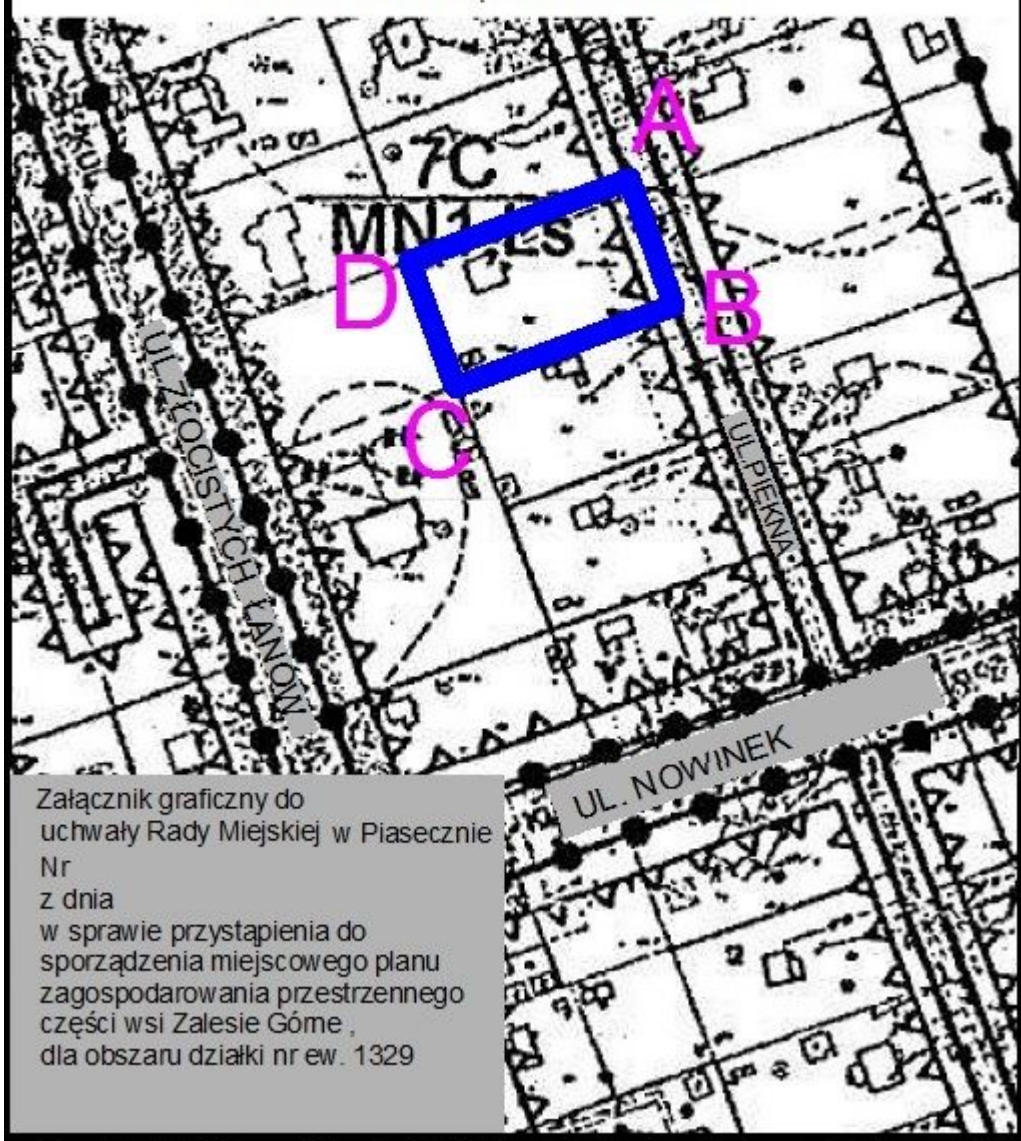 A
7C
MN1 Ls
D
B
C
UL ZŁOCISTYCH ŁANÓW
UL.PIEKNA
UL. NOWINEK
Załącznik graficzny do
uchwały Rady Miejskiej w Piasecznie
Nr
z dnia
w sprawie przystąpienia do
sporządzenia miejscowego planu
zagospodarowania przestrzennego
części wsi Zalesie Górne ,
dla obszaru działki nr ew. 1329